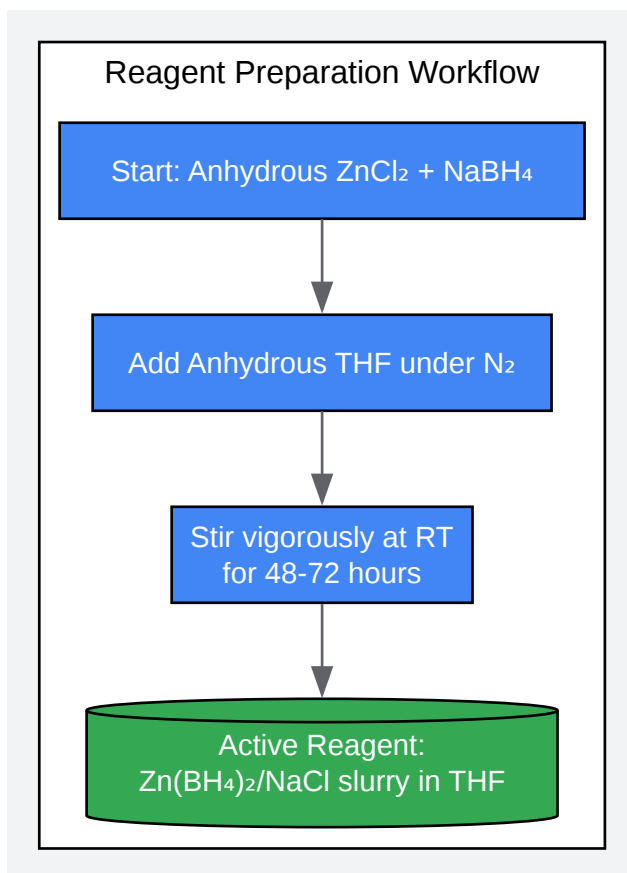 Reagent Preparation Workflow
Start: Anhydrous ZnCl₂ + NaBH₄
Add Anhydrous THF under N₂
Stir vigorously at RT
for 48-72 hours
Active Reagent:
Zn(BH₄)₂/NaCl slurry in THF